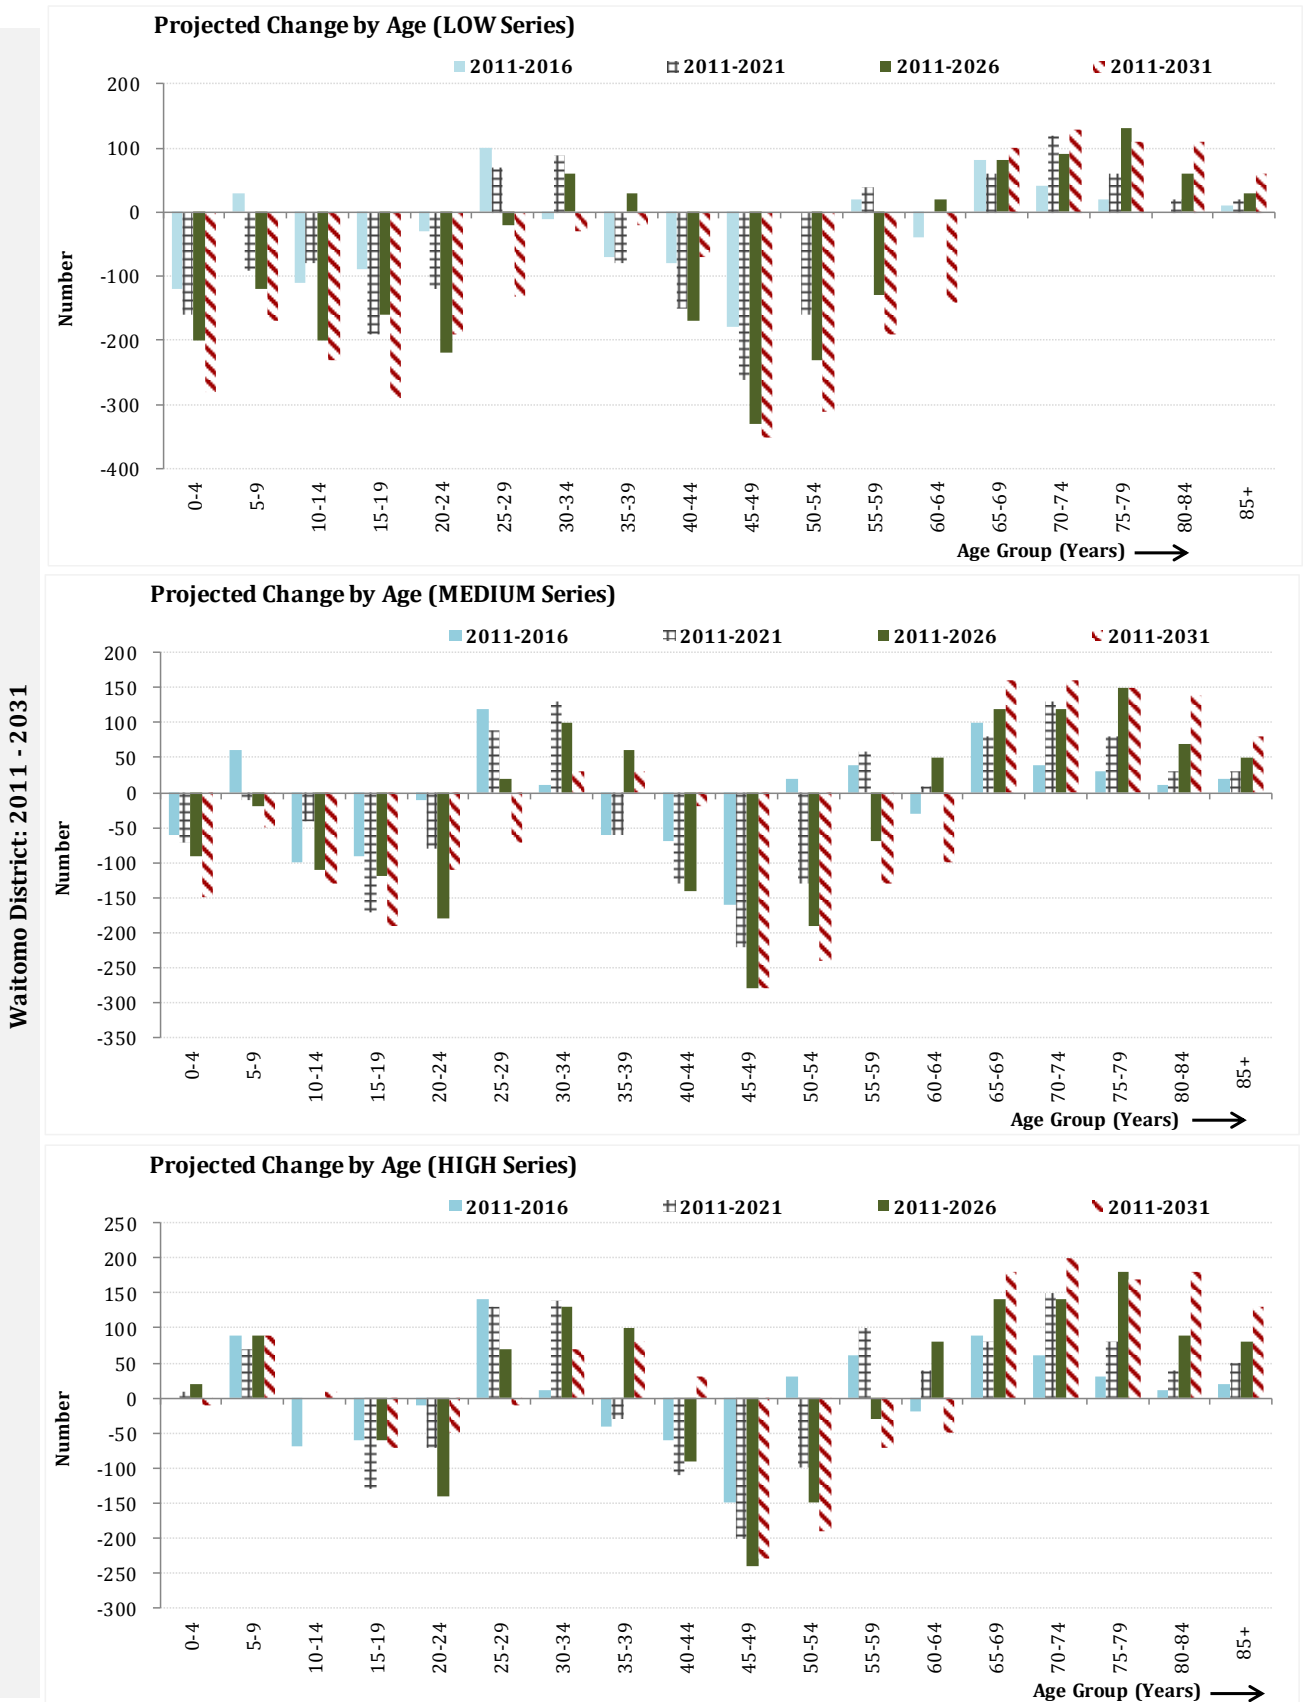 Waitomo District: 2011 - 2031
Projected Change by Age (LOW Series)
2011-2016 2011-2021 2011-2026 2011-2031
200
100
0
-100
-200
-300
-400
Number
0-4 5-9 10-14 15-19 20-24 25-29 30-34 35-39 40-44 45-49 50-54 55-59 60-64 65-69 70-74 75-79 80-84 85+
Age Group (Years)
Projected Change by Age (MEDIUM Series)
2011-2016 2011-2021 2011-2026 2011-2031
200
150
100
50
0
-50
-100
-150
-200
-250
-300
-350
Number
0-4 5-9 10-14 15-19 20-24 25-29 30-34 35-39 40-44 45-49 50-54 55-59 60-64 65-69 70-74 75-79 80-84 85+
Age Group (Years)
Projected Change by Age (HIGH Series)
2011-2016 2011-2021 2011-2026 2011-2031
250
200
150
100
50
0
-50
-100
-150
-200
-250
-300
Number
0-4 5-9 10-14 15-19 20-24 25-29 30-34 35-39 40-44 45-49 50-54 55-59 60-64 65-69 70-74 75-79 80-84 85+
Age Group (Years)